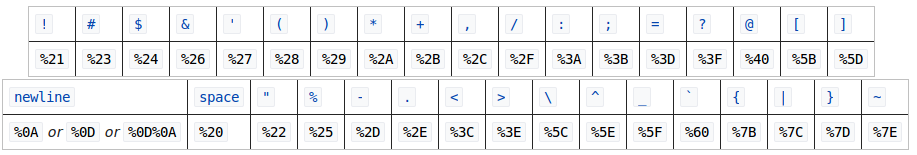 ! # $ & ' ( ) * + , / : ; = ? @ [ ]
%21 %23 %24 %26 %27 %28 %29 %2A %2B %2C %2F %3A %3B %3D %3F %40 %5B %5D
newline space " % - . < > \ ^ _ ` { | } ~
%0A or %0D or %0D%0A %20 %22 %25 %2D %2E %3C %3E %5C %5E %5F %60 %7B %7C %7D %7E